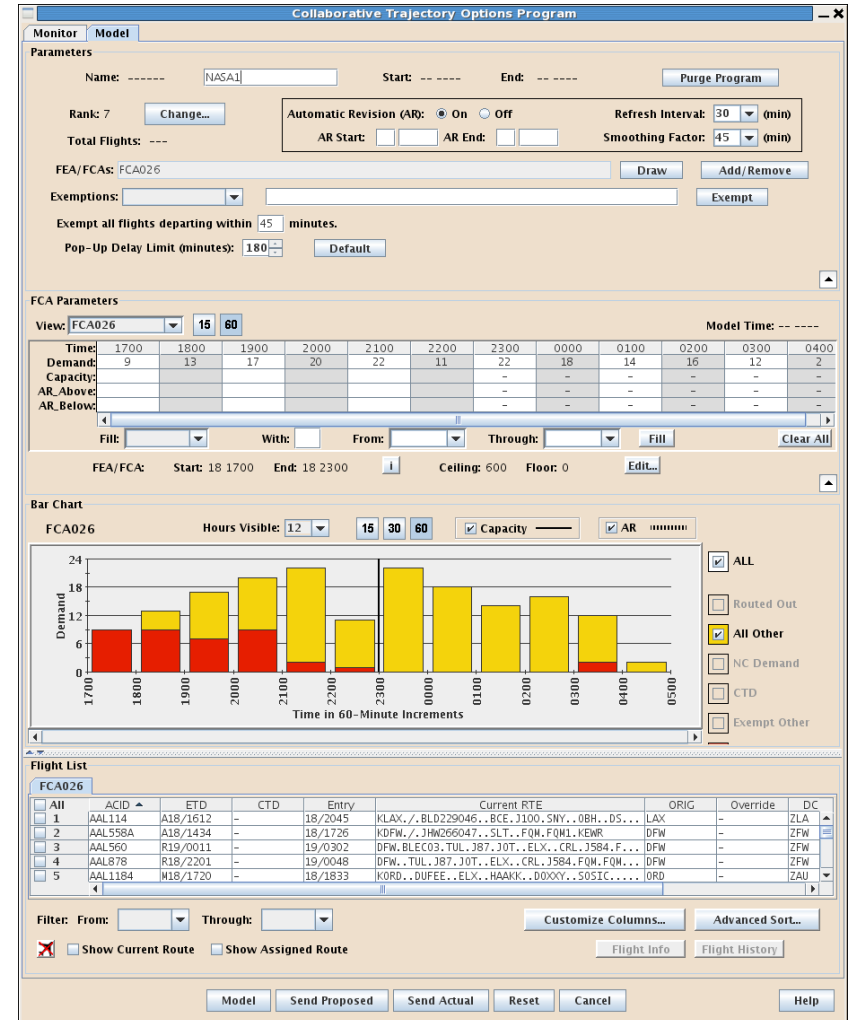 Collaborative Trajectory Options Program
Monitor Model
Parameters
Name: ------ NASA1 Start: -- ---- End: -- ---- Purge Program
Rank: 7 Change... Automatic Revision (AR): On Off Refresh Interval: 30 (min)
Total Flights: --- AR Start: AR End: Smoothing Factor: 45 (min)
FEA/FCAs: FCA026 Draw Add/Remove
Exemptions: Exempt
Exempt all flights departing within 45 minutes.
Pop-Up Delay Limit (minutes): 180 Default
FCA Parameters
View: FCA026 15 60 Model Time: -- ----
Time: 1700 1800 1900 2000 2100 2200 2300 0000 0100 0200 0300 0400
Demand: 9 13 17 20 22 11 22 18 14 16 12 2
Capacity: - - - - - -
AR_Above: - - - - - -
AR_Below: - - - - - -
Fill: With: From: Through: Fill Clear All
FEA/FCA: Start: 18 1700 End: 18 2300 i Ceiling: 600 Floor: 0 Edit...
Bar Chart
FCA026 Hours Visible: 12 15 30 60 Capacity AR
24
18
12
6
0
Demand
1700 1800 1900 2000 2100 2200 2300 0000 0100 0200 0300 0400 0500
Time in 60-Minute Increments
ALL
Routed Out
All Other
NC Demand
CTD
Exempt Other
Flight List
FCA026
All ACID ETD CTD Entry Current RTE ORIG Override DC
1 AAL114 A18/1612 - 18/2045 KLAX./.BLD229046..BCE.J100.SNY..OBH..DS... LAX - ZLA
2 AAL558A A18/1434 - 18/1726 KDFW./.JHW266047..SLT..FQM.FQM1.KEWR DFW - ZFW
3 AAL560 R19/0011 - 19/0302 DFW.BLECO3.TUL.J87.JOT..ELX..CRL.J584.F... DFW - ZFW
4 AAL878 R18/2201 - 19/0048 DFW..TUL.J87.JOT..ELX..CRL.J584.FQM.FQM... DFW - ZFW
5 AAL1184 M18/1720 - 18/1833 KORD..DUFEE..ELX..HAAKK..DOXXY..SOSIC..... ORD - ZAU
Filter: From: Through: Customize Columns... Advanced Sort...
Show Current Route Show Assigned Route Flight Info Flight History
Model Send Proposed Send Actual Reset Cancel Help